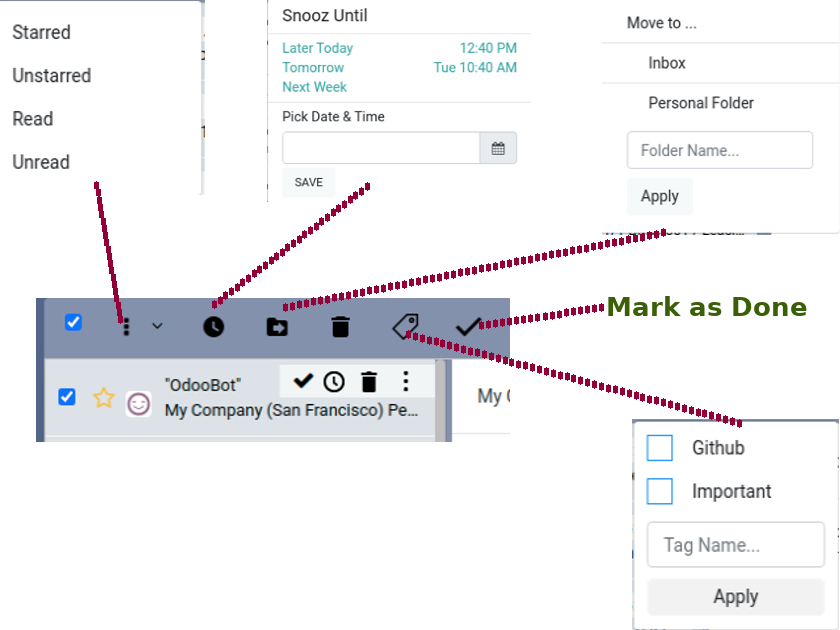 Starred
Unstarred
Read
Unread
Snooz Until
Later Today 12:40 PM
Tomorrow Tue 10:40 AM
Next Week
Pick Date & Time
SAVE
Move to ...
Inbox
Personal Folder
Folder Name...
Apply
Mark as Done
"OdooBot"
My Company (San Francisco) Pe...
My
Github
Important
Tag Name...
Apply